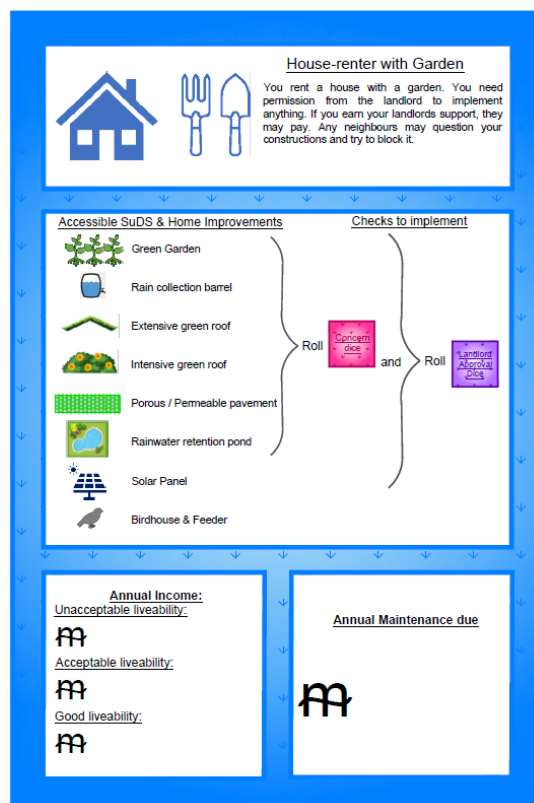 House-renter with Garden
You rent a house with a garden. You need
permission from the landlord to implement
anything. If you earn your landlords support, they
may pay. Any neighbours may question your
constructions and try to block it.
Accessible SuDS & Home Improvements
Checks to implement
Green Garden
Rain collection barrel
Extensive green roof
Intensive green roof
Porous / Permeable pavement
Rainwater retention pond
Solar Panel
Birdhouse & Feeder
Roll
Concern
dice
and
Roll
Landlord
Approval
Dice
Annual Income:
Unacceptable liveability:
₥
Acceptable liveability:
₥
Good liveability:
₥
Annual Maintenance due
₥